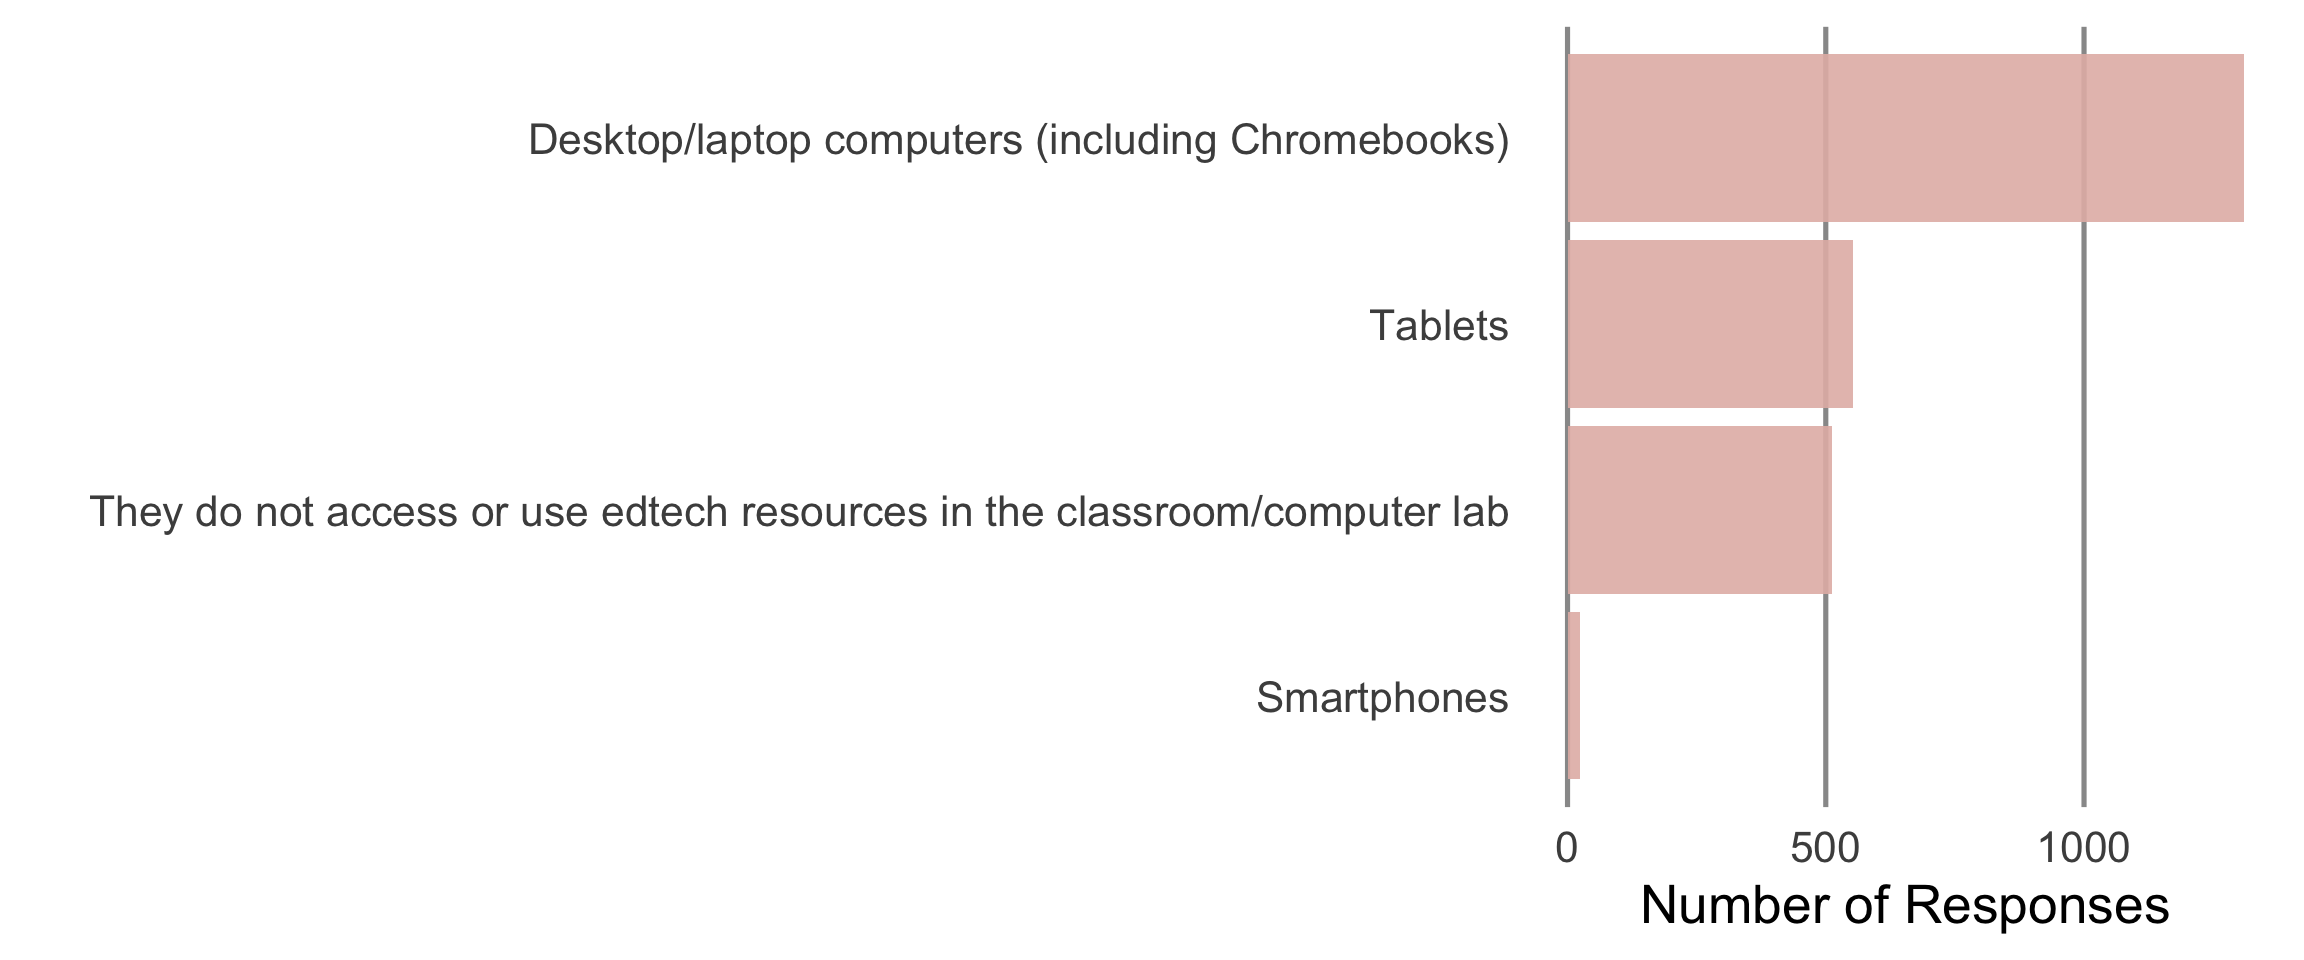 Desktop/laptop computers (including Chromebooks)
Tablets
They do not access or use edtech resources in the classroom/computer lab
Smartphones
0 500 1000
Number of Responses